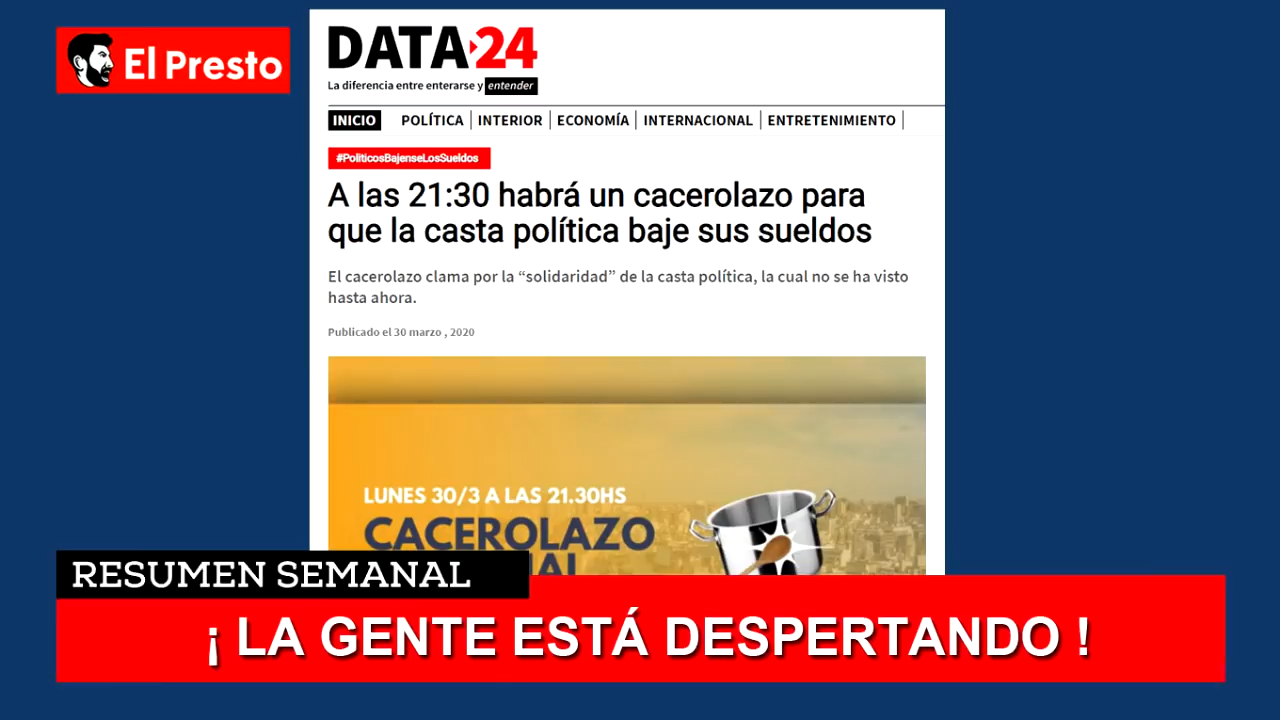 El Presto
DATA24
La diferencia entre enterarse y entender
INICIO POLÍTICA INTERIOR ECONOMÍA INTERNACIONAL ENTRETENIMIENTO
#PoliticosBajenseLosSueldos
A las 21:30 habrá un cacerolazo para
que la casta política baje sus sueldos
El cacerolazo clama por la “solidaridad” de la casta política, la cual no se ha visto
hasta ahora.
Publicado el 30 marzo , 2020
LUNES 30/3 A LAS 21.30HS
CACEROLAZO
RESUMEN SEMANAL
¡ LA GENTE ESTÁ DESPERTANDO !